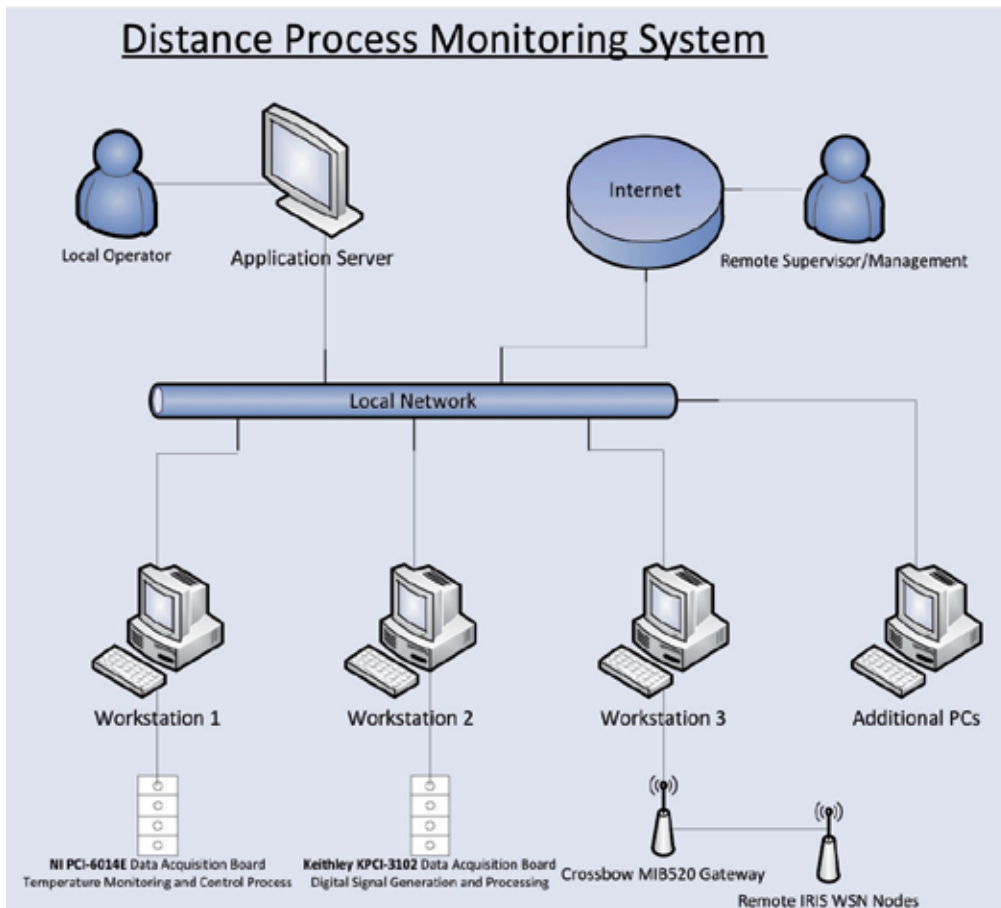 Distance Process Monitoring System
Internet
Local Operator
Application Server
Remote Supervisor/Management
Local Network
Workstation 1
Workstation 2
Workstation 3
Additional PCs
NI PCI-6014E Data Acquisition Board
Temperature Monitoring and Control Process
Keithley KPCI-3102 Data Acquisition Board
Digital Signal Generation and Processing
Crossbow MIB520 Gateway
Remote IRIS WSN Nodes